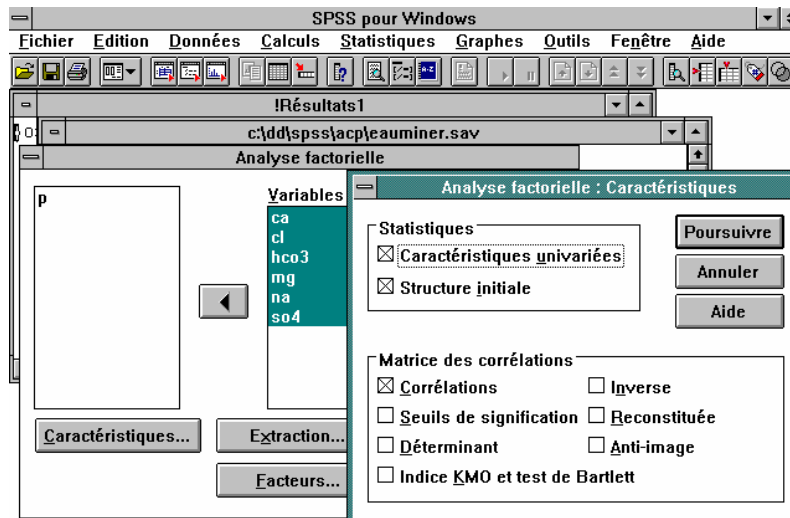 SPSS pour Windows
Fichier Edition Données Calculs Statistiques Graphes Outils Fenêtre Aide
!Résultats1
c:\dd\spss\acp\eauminer.sav
Analyse factorielle
p
Variables
ca
cl
hco3
mg
na
so4
Caractéristiques...
Extraction...
Facteurs...
Analyse factorielle : Caractéristiques
Statistiques
Caractéristiques univariées
Structure initiale
Poursuivre
Annuler
Aide
Matrice des corrélations
Corrélations Inverse
Seuils de signification Reconstituée
Déterminant Anti-image
Indice KMO et test de Bartlett